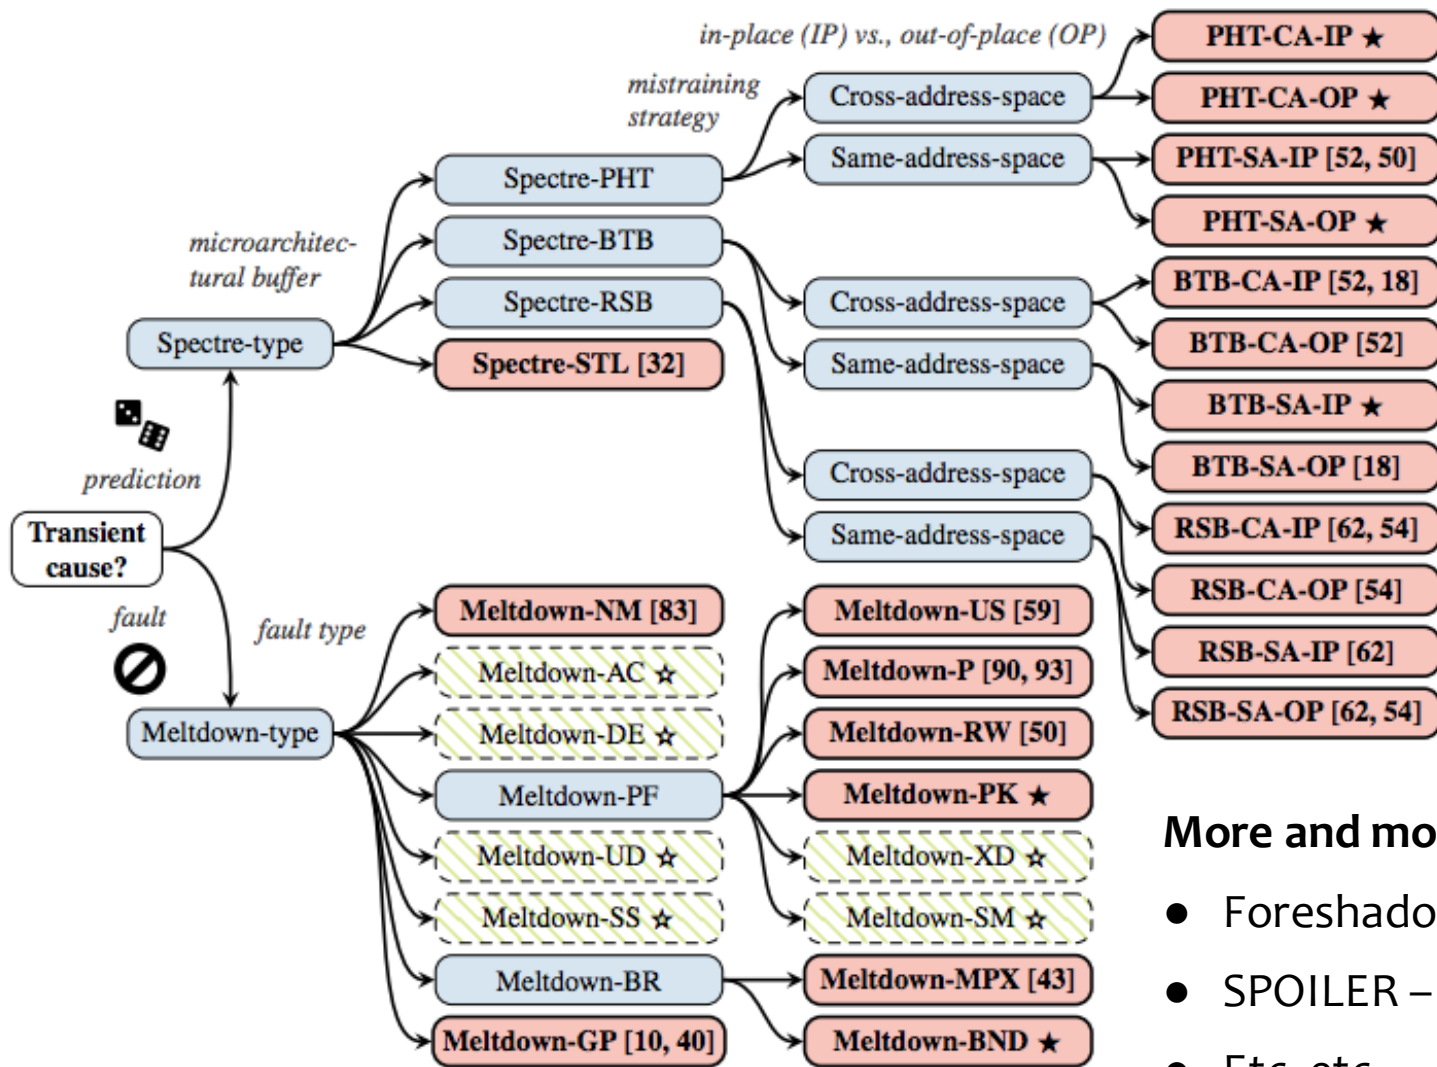 in-place (IP) vs., out-of-place (OP)
mistraining
strategy
microarchitec-
tural buffer
prediction
Transient
cause?
fault
fault type
Spectre-type
Meltdown-type
Spectre-PHT
Spectre-BTB
Spectre-RSB
Spectre-STL [32]
Cross-address-space
Same-address-space
Cross-address-space
Same-address-space
Cross-address-space
Same-address-space
PHT-CA-IP ★
PHT-CA-OP ★
PHT-SA-IP [52, 50]
PHT-SA-OP ★
BTB-CA-IP [52, 18]
BTB-CA-OP [52]
BTB-SA-IP ★
BTB-SA-OP [18]
RSB-CA-IP [62, 54]
RSB-CA-OP [54]
RSB-SA-IP [62]
RSB-SA-OP [62, 54]
Meltdown-NM [83]
Meltdown-AC ☆
Meltdown-DE ☆
Meltdown-PF
Meltdown-UD ☆
Meltdown-SS ☆
Meltdown-BR
Meltdown-GP [10, 40]
Meltdown-US [59]
Meltdown-P [90, 93]
Meltdown-RW [50]
Meltdown-PK ★
Meltdown-XD ☆
Meltdown-SM ☆
Meltdown-MPX [43]
Meltdown-BND ★
More and mo
● Foreshado
● SPOILER –
● Etc. etc